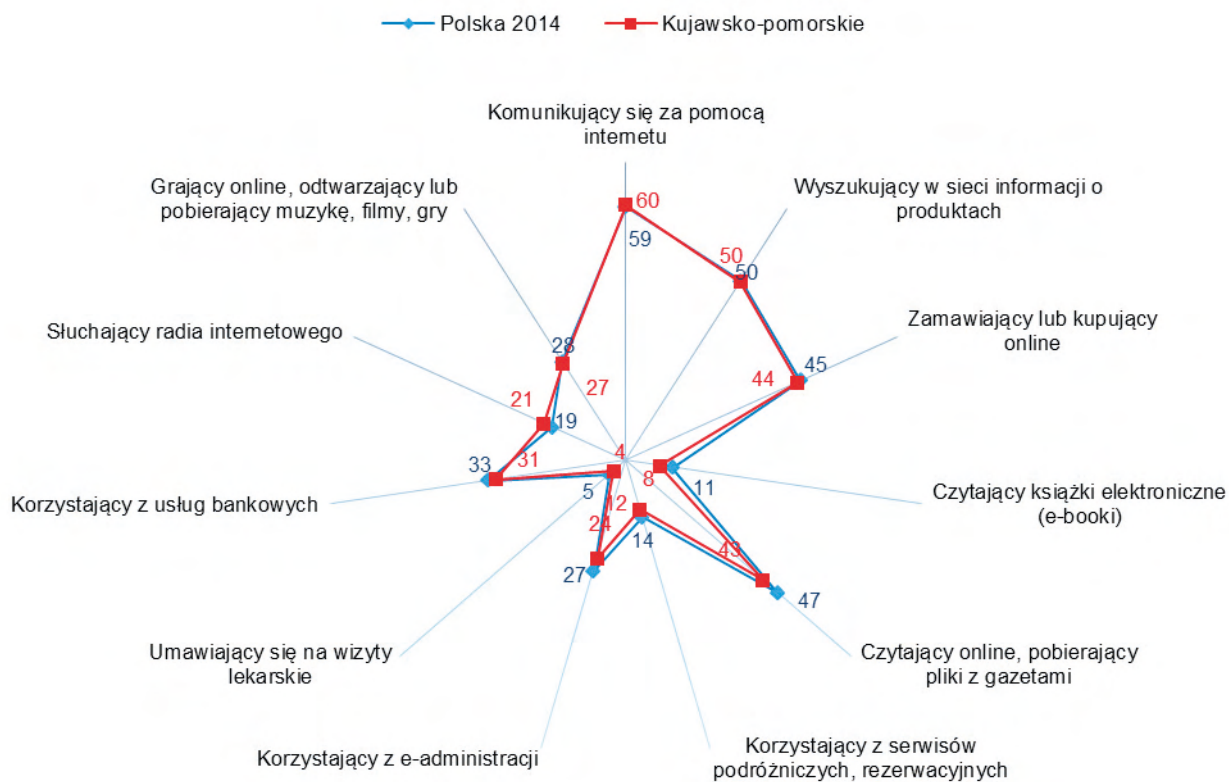 Polska 2014
Kujawsko-pomorskie
Komunikujący się za pomocą
internetu
Grający online, odtwarzający lub
pobierający muzykę, filmy, gry
Wyszukujący w sieci informacji o
produktach
60
59
50
50
Słuchający radia internetowego
Zamawiający lub kupujący
online
28
27
45
44
21
19
4
33
31
8
11
5
12
24
14
43
27
47
Korzystający z usług bankowych
Czytający książki elektroniczne
(e-booki)
Umawiający się na wizyty
lekarskie
Czytający online, pobierający
pliki z gazetami
Korzystający z e-administracji
Korzystający z serwisów
podróżniczych, rezerwacyjnych